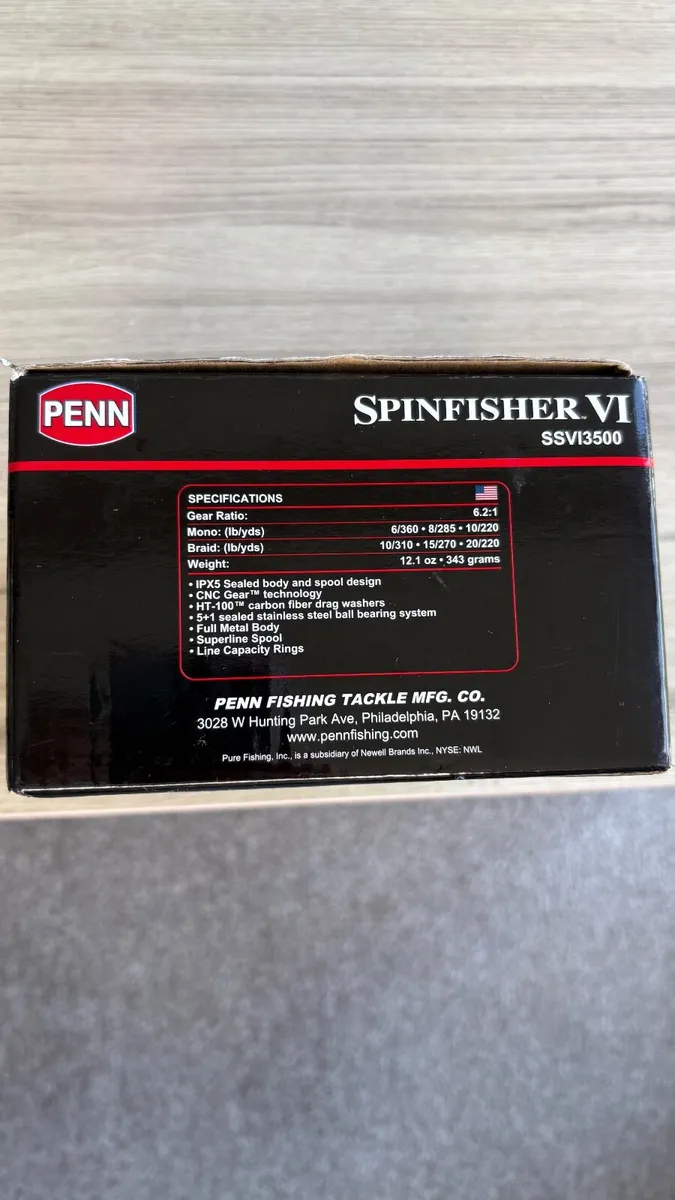 PENN
SPINFISHER™ VI
SSVI3500
SPECIFICATIONS
Gear Ratio: 6.2:1
Mono: (lb/yds) 6/360 • 8/285 • 10/220
Braid: (lb/yds) 10/310 • 15/270 • 20/220
Weight: 12.1 oz • 343 grams
• IPX5 Sealed body and spool design
• CNC Gear™ technology
• HT-100™ carbon fiber drag washers
• 5+1 sealed stainless steel ball bearing system
• Full Metal Body
• Superline Spool
• Line Capacity Rings
PENN FISHING TACKLE MFG. CO.
3028 W Hunting Park Ave, Philadelphia, PA 19132
www.pennfishing.com
Pure Fishing, Inc., is a subsidiary of Newell Brands Inc., NYSE: NWL